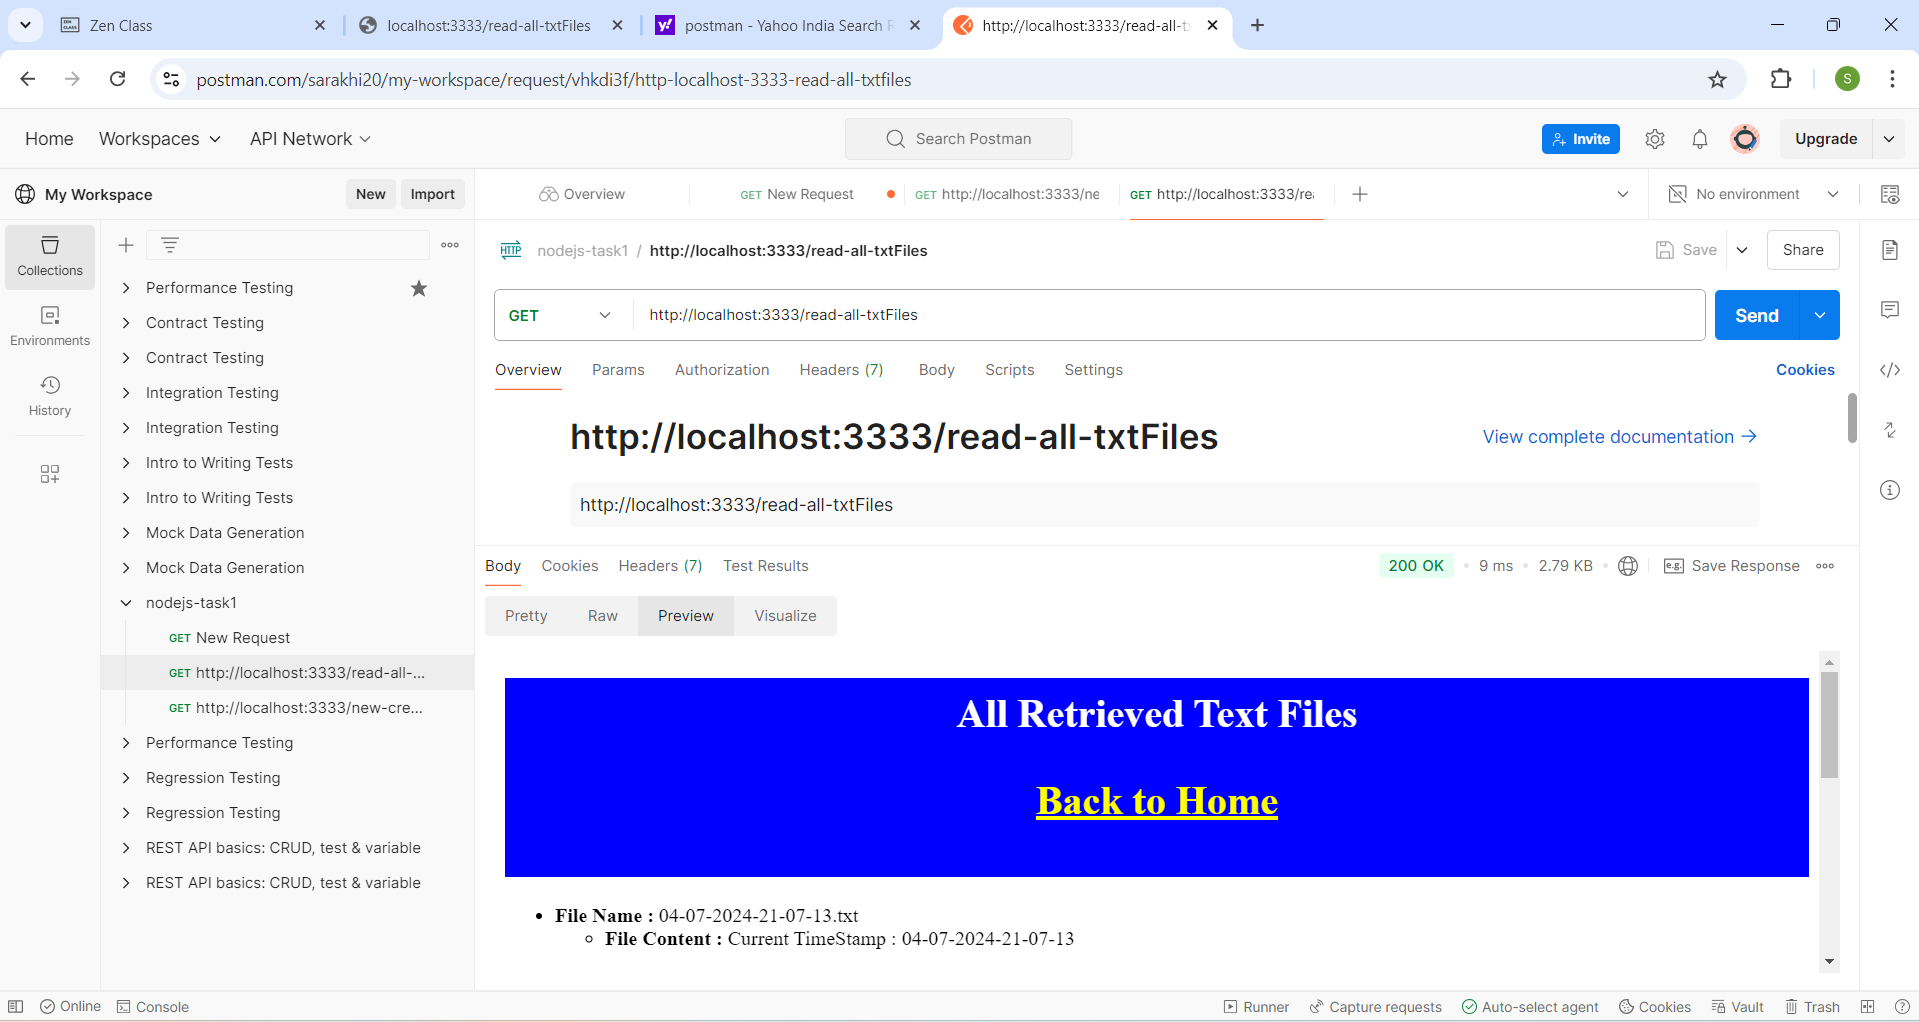 Zen Class
localhost:3333/read-all-txtFiles
postman - Yahoo India Search R
http://localhost:3333/read-all-tx
postman.com/sarakhi20/my-workspace/request/vhkdi3f/http-localhost-3333-read-all-txtfiles
S
Home
Workspaces
API Network
Search Postman
Invite
Upgrade
My Workspace
New
Import
Overview
GET New Request
GET http://localhost:3333/ne
GET http://localhost:3333/re
No environment
Collections
Environments
History
Performance Testing
Contract Testing
Contract Testing
Integration Testing
Integration Testing
Intro to Writing Tests
Intro to Writing Tests
Mock Data Generation
Mock Data Generation
nodejs-task1
GET New Request
GET http://localhost:3333/read-all-...
GET http://localhost:3333/new-cre...
Performance Testing
Regression Testing
Regression Testing
REST API basics: CRUD, test & variable
REST API basics: CRUD, test & variable
HTTP nodejs-task1 / http://localhost:3333/read-all-txtFiles
Save
Share
GET
http://localhost:3333/read-all-txtFiles
Send
Overview
Params
Authorization
Headers (7)
Body
Scripts
Settings
Cookies
http://localhost:3333/read-all-txtFiles
View complete documentation →
http://localhost:3333/read-all-txtFiles
Body
Cookies
Headers (7)
Test Results
200 OK
9 ms
2.79 KB
e.g. Save Response
Pretty
Raw
Preview
Visualize
All Retrieved Text Files
Back to Home
File Name : 04-07-2024-21-07-13.txt
File Content : Current TimeStamp : 04-07-2024-21-07-13
Online
Console
Runner
Capture requests
Auto-select agent
Cookies
Vault
Trash